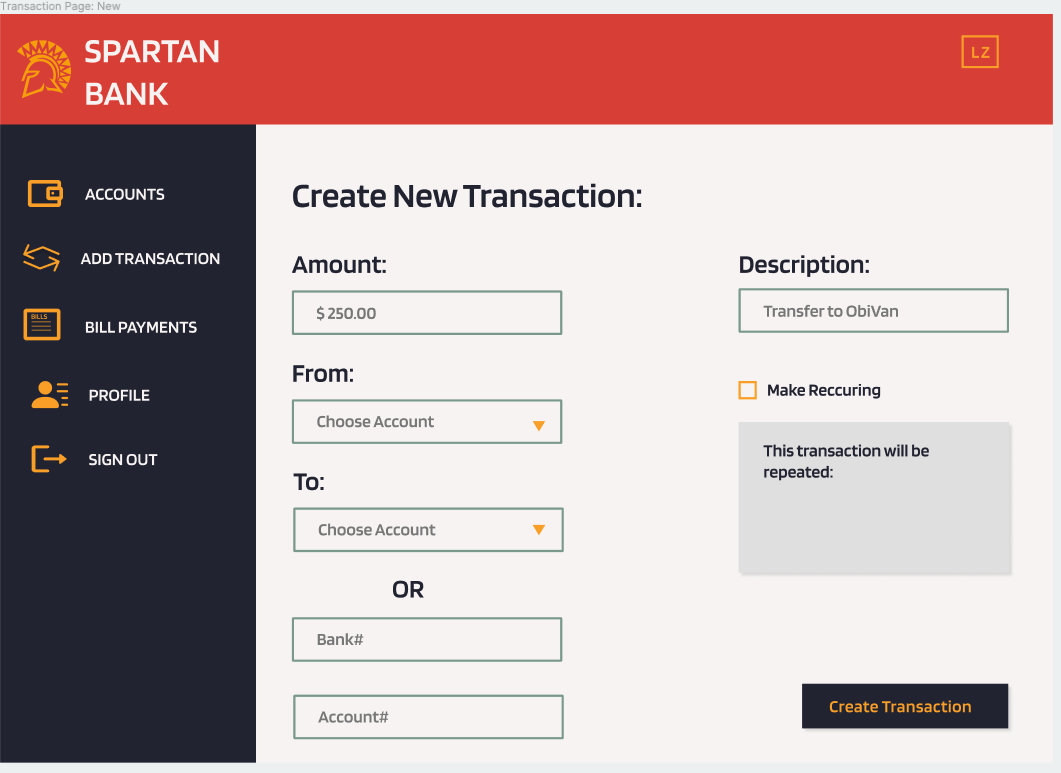 Transaction Page: New
SPARTAN
BANK
LZ
ACCOUNTS
ADD TRANSACTION
BILLS
BILL PAYMENTS
PROFILE
SIGN OUT
Create New Transaction:
Amount:
$ 250.00
From:
Choose Account
To:
Choose Account
OR
Bank#
Account#
Description:
Transfer to ObiVan
Make Reccuring
This transaction will be
repeated:
Create Transaction